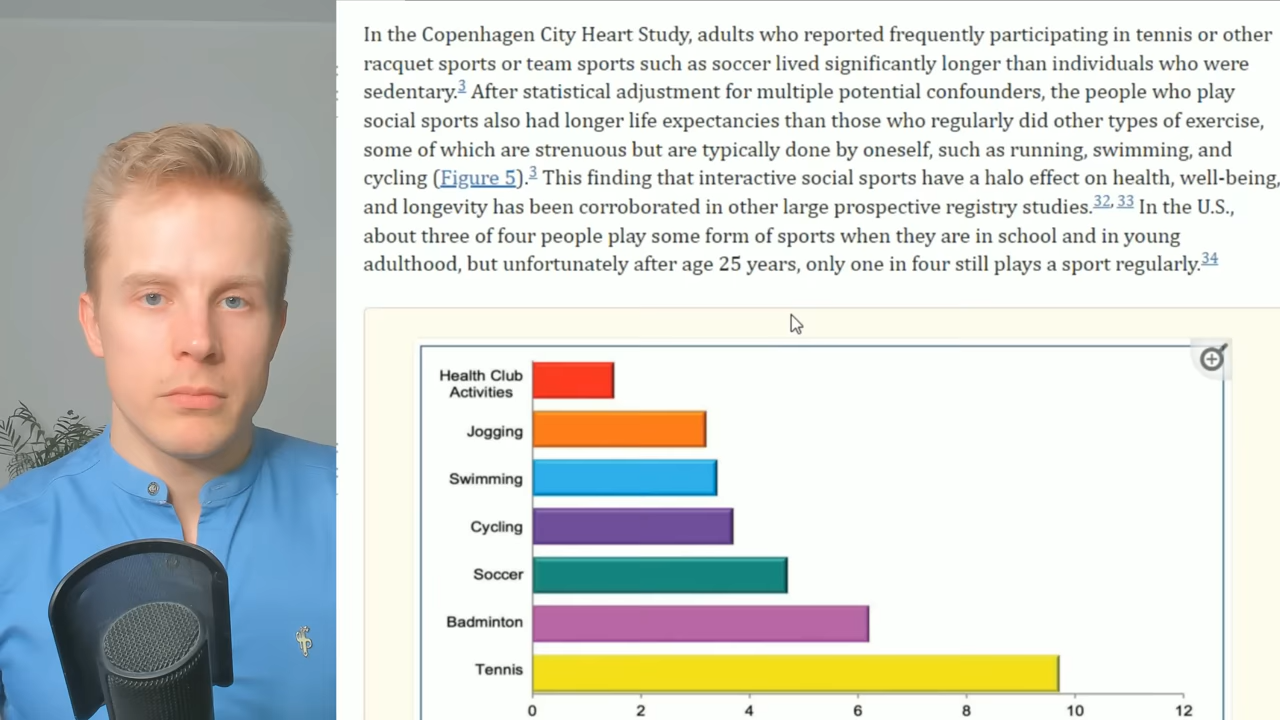 In the Copenhagen City Heart Study, adults who reported frequently participating in tennis or other
racquet sports or team sports such as soccer lived significantly longer than individuals who were
sedentary.3 After statistical adjustment for multiple potential confounders, the people who play
social sports also had longer life expectancies than those who regularly did other types of exercise,
some of which are strenuous but are typically done by oneself, such as running, swimming, and
cycling (Figure 5).3 This finding that interactive social sports have a halo effect on health, well-being,
and longevity has been corroborated in other large prospective registry studies.32, 33 In the U.S.,
about three of four people play some form of sports when they are in school and in young
adulthood, but unfortunately after age 25 years, only one in four still plays a sport regularly.34
Health Club
Activities
Jogging
Swimming
Cycling
Soccer
Badminton
Tennis
0 2 4 6 8 10 12